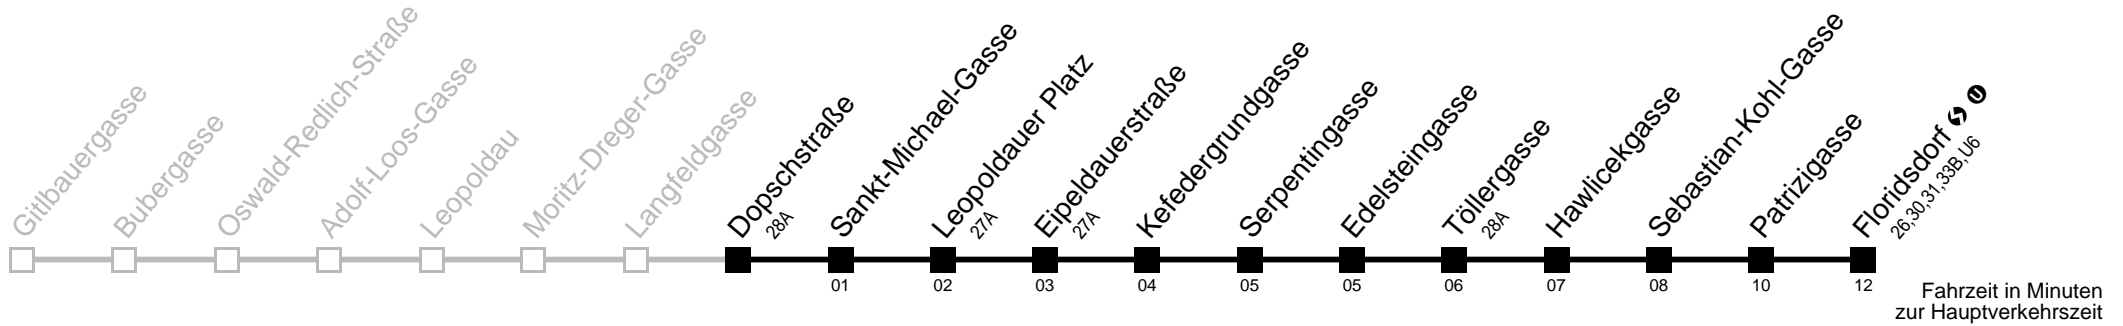 Gitlbauergasse
Bubergasse
Oswald-Redlich-Straße
Adolf-Loos-Gasse
Leopoldau
Moritz-Dreger-Gasse
Langfeldgasse
Dopschstraße
28A
Sankt-Michael-Gasse
Leopoldauer Platz
27A
Eipeldauerstraße
27A
Kefedergrundgasse
Serpentingasse
Edelsteingasse
Töllergasse
28A
Hawlicekgasse
Sebastian-Kohl-Gasse
Patrizigasse
Floridsdorf U
26,30,31,33B,U6
01 02 03 04 05 05 06 07 08 10 12
Fahrzeit in Minuten
zur Hauptverkehrszeit